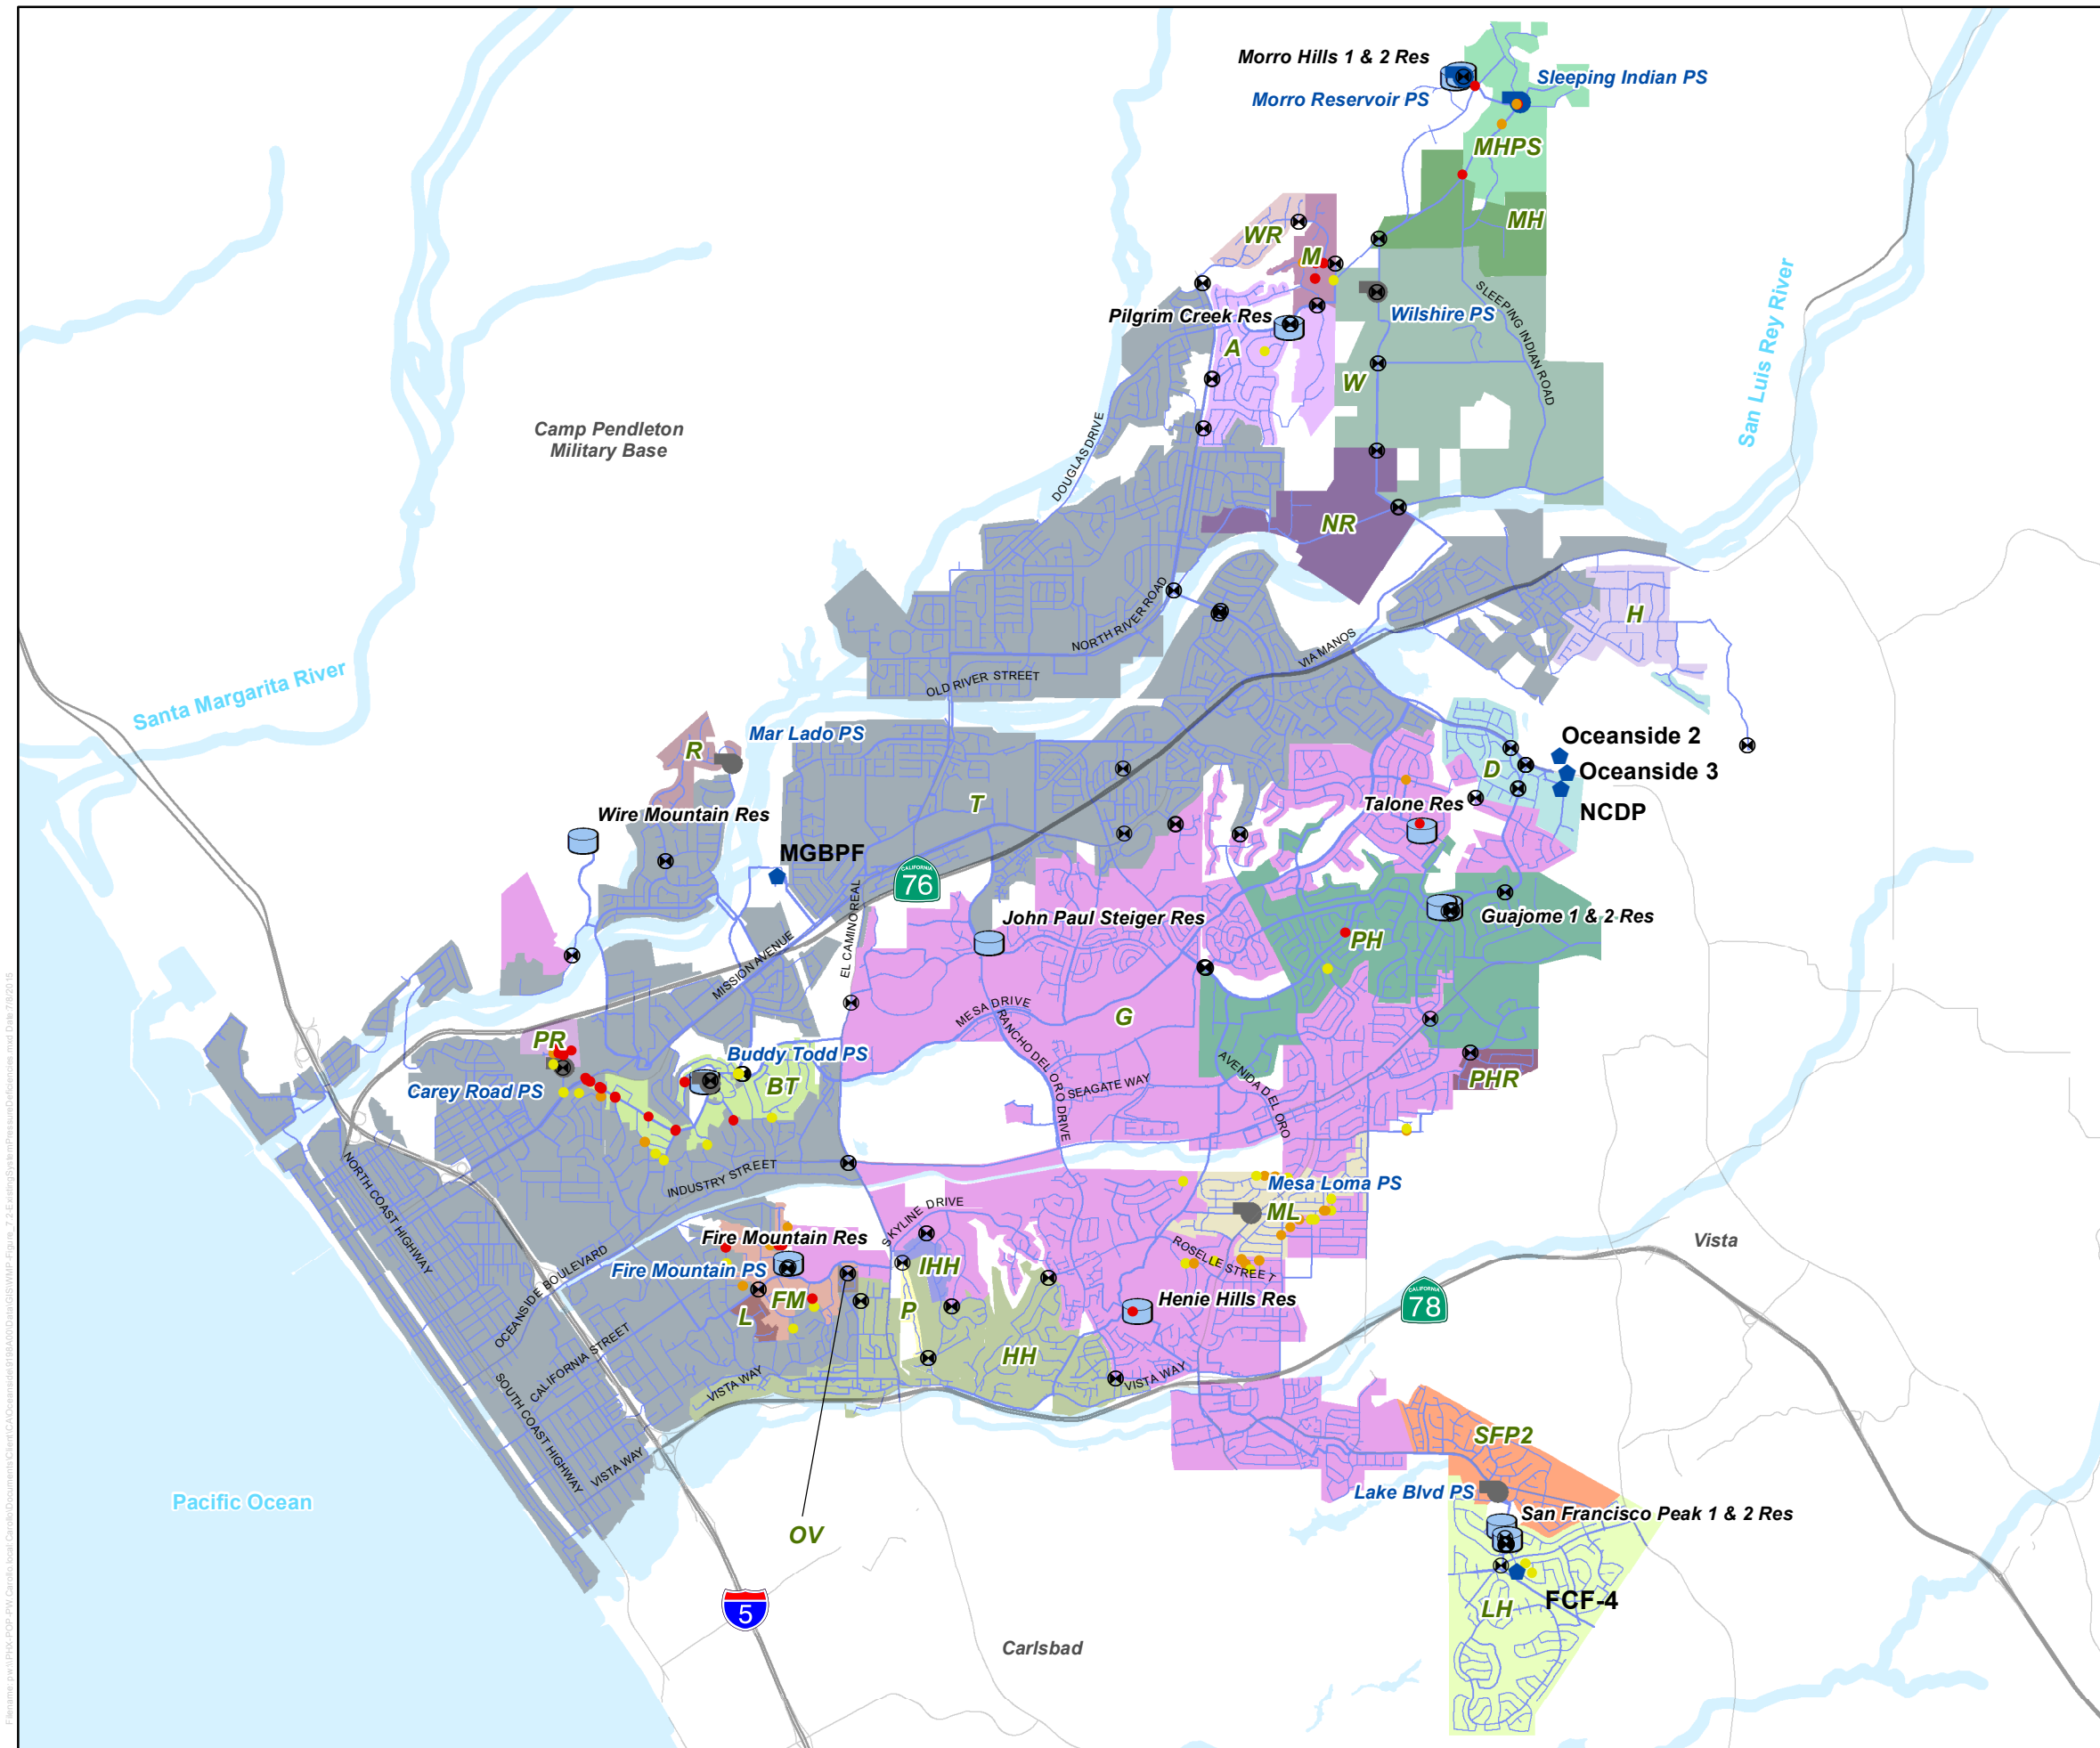 Morro Hills 1 & 2 Res
Sleeping Indian PS
Morro Reservoir PS
MHPS
MH
WR
M
SLEEPING INDIAN ROAD
San Luis Rey River
Pilgrim Creek Res
Wilshire PS
A
W
Camp Pendleton
Military Base
DOUGLAS DRIVE
NR
NORTH RIVER ROAD
H
VIA MANOS
OLD RIVER STREET
Santa Margarita River
Mar Lado PS
R
Oceanside 2
D
Oceanside 3
T
Talone Res
NCDP
Wire Mountain Res
MGBPF
CALIFORNIA
76
EL CAMINO REAL
John Paul Steiger Res
Guajome 1 & 2 Res
PH
MISSION AVENUE
MESA DRIVE
G
RANCHO DEL ORO DRIVE
PR
Buddy Todd PS
BT
SEAGATE WAY
AVENIDA DEL ORO
PHR
Carey Road PS
INDUSTRY STREET
NORTH COAST HIGHWAY
Mesa Loma PS
ML
SKYLINE DRIVE
Fire Mountain Res
ROSELLE STREET
Vista
OCEANSIDE BOULEVARD
Fire Mountain PS
IHH
FM
L
P
Henie Hills Res
CALIFORNIA
78
CALIFORNIA STREET
HH
VISTA WAY
VISTA WAY
SOUTH COAST HIGHWAY
VISTA WAY
SFP2
Pacific Ocean
Lake Blvd PS
San Francisco Peak 1 & 2 Res
OV
FCF-4
LH
5
Carlsbad